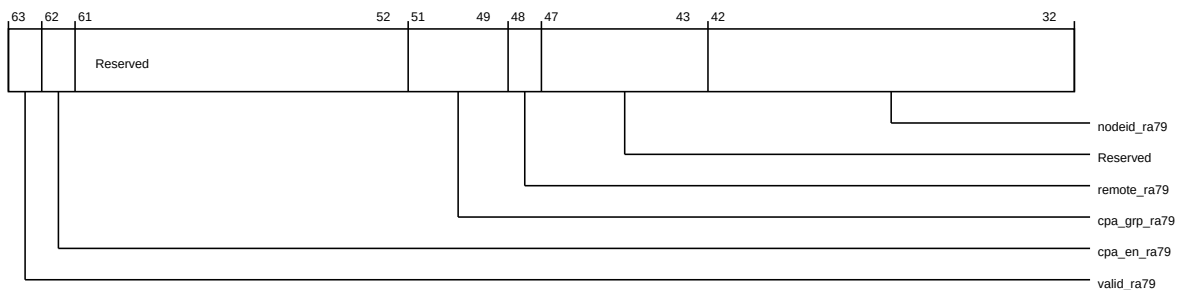 63 62 61 52 51 49 48 47 43 42 32
Reserved
nodeid_ra79
Reserved
remote_ra79
cpa_grp_ra79
cpa_en_ra79
valid_ra79